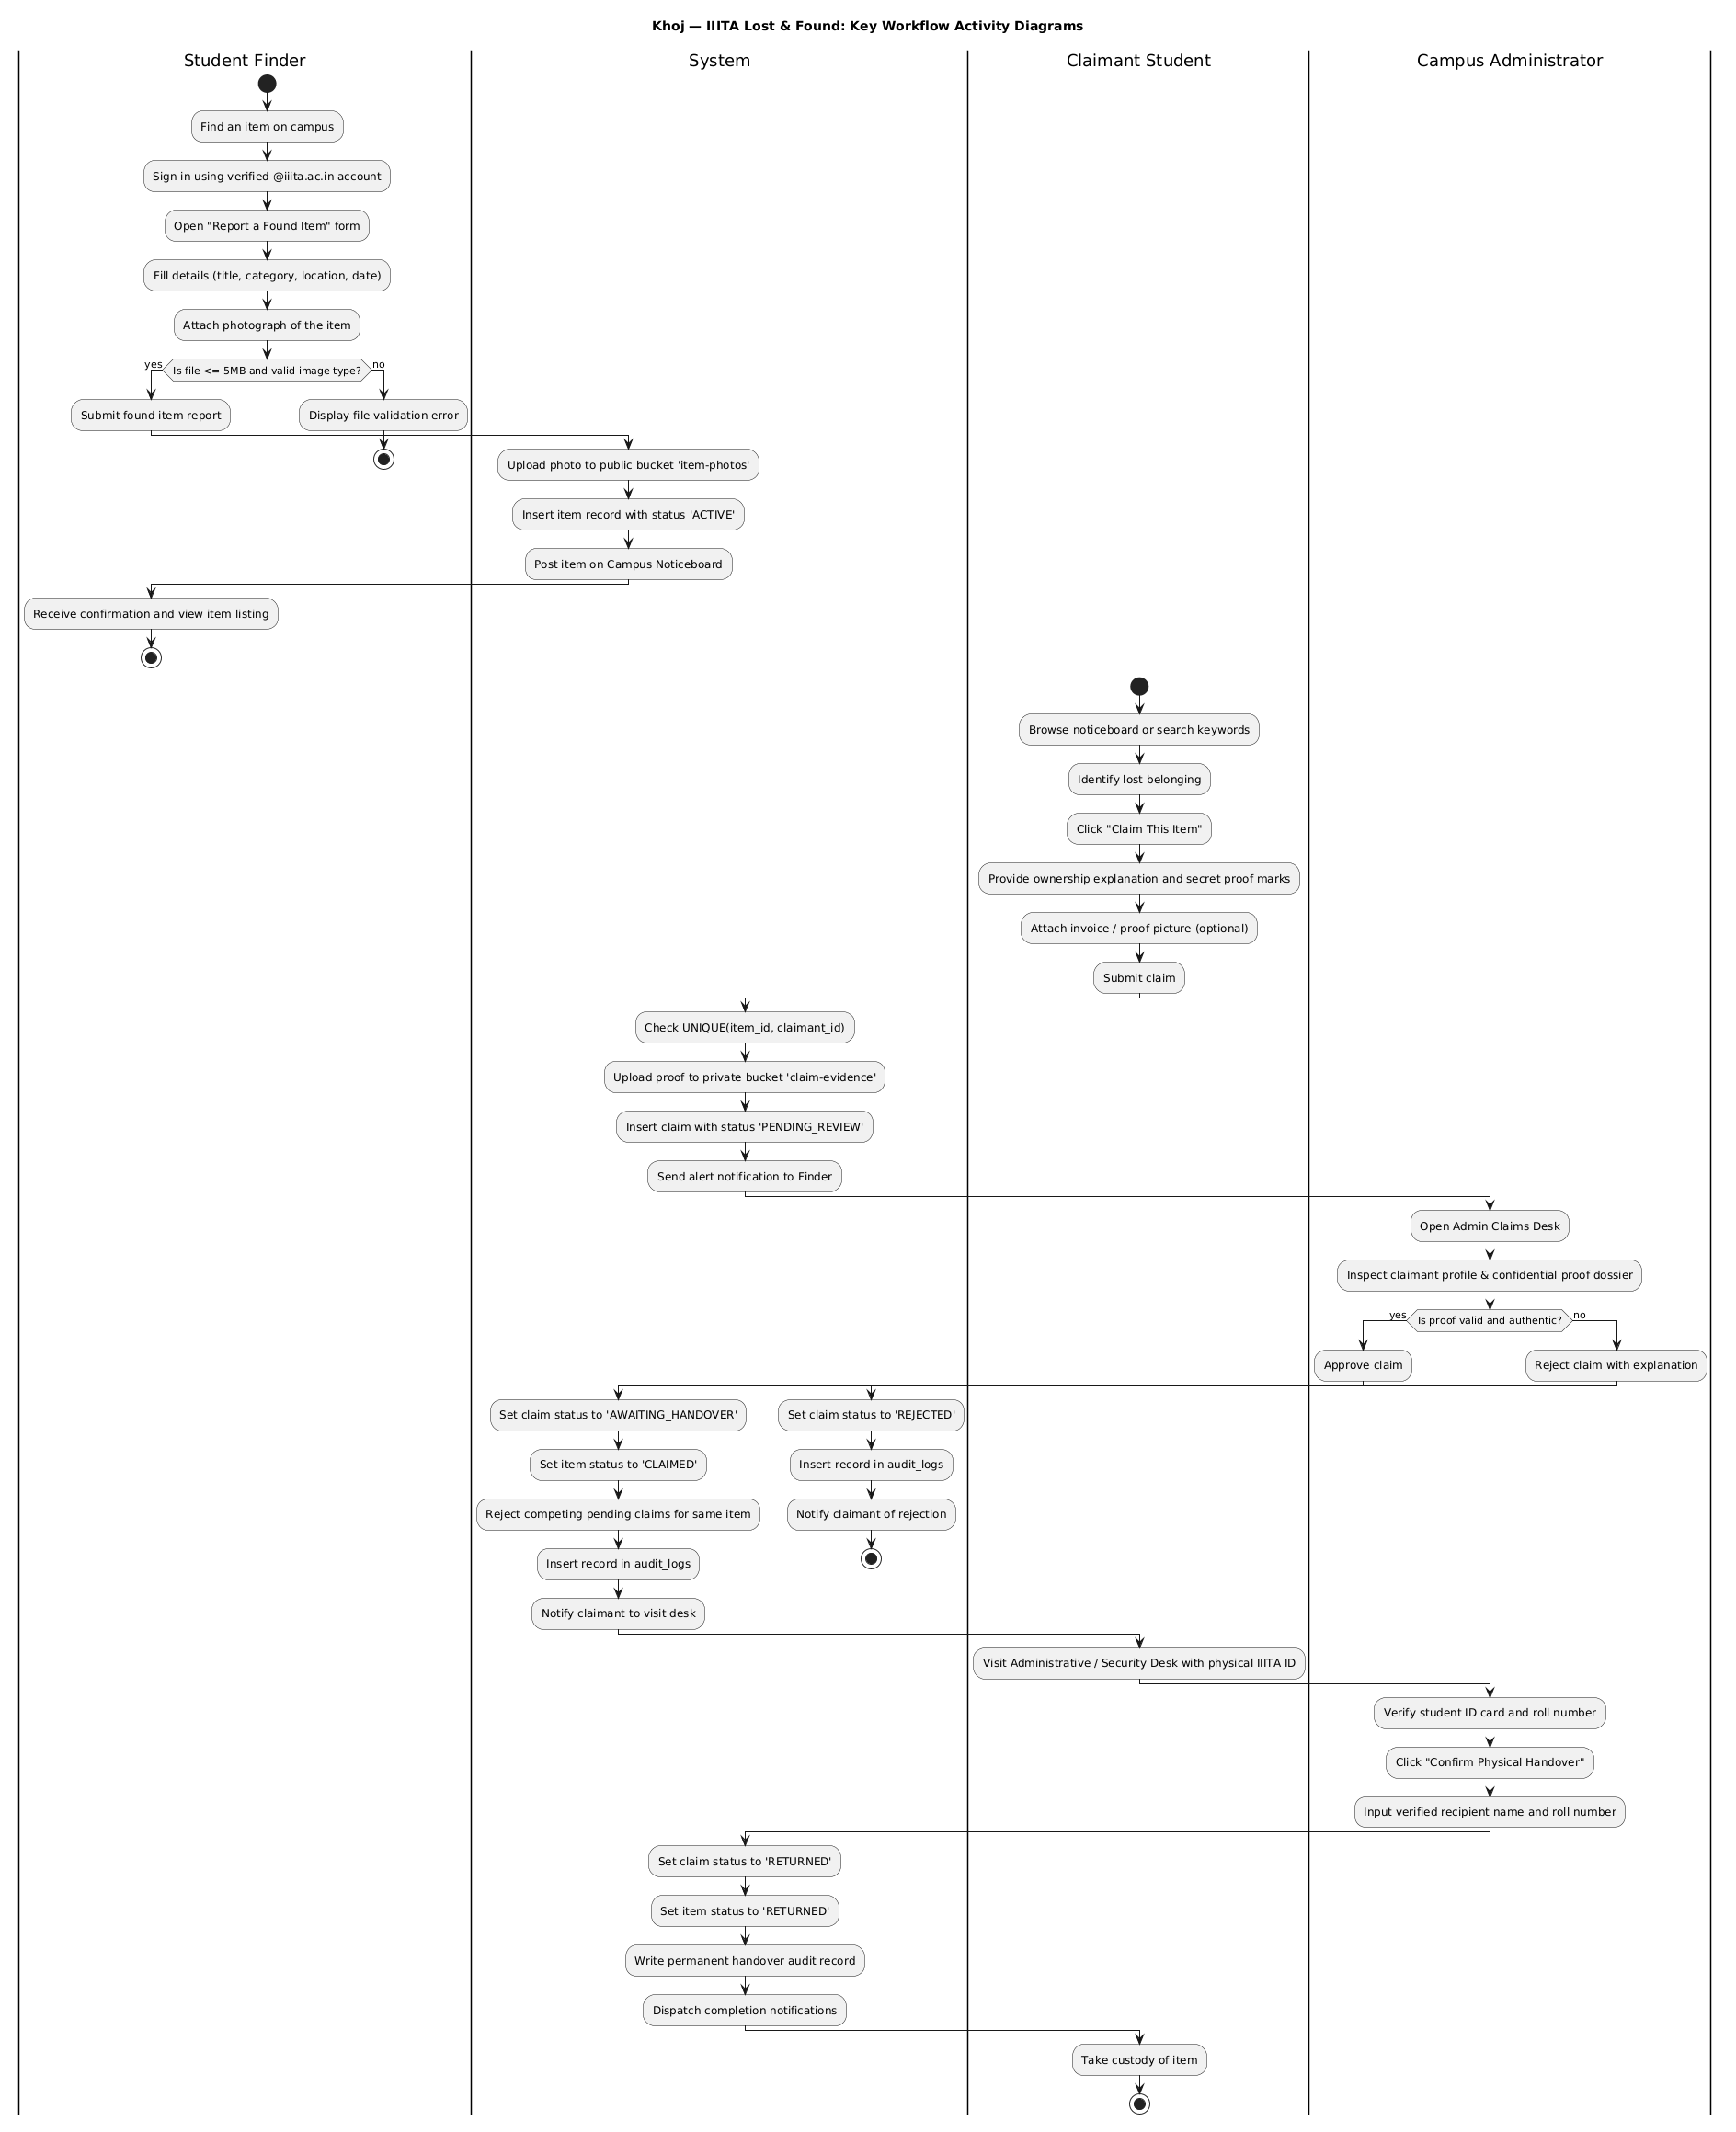 Khoj — IIITA Lost & Found: Key Workflow Activity Diagrams
Student Finder
System
Claimant Student
Campus Administrator
Find an item on campus
Sign in using verified @iiita.ac.in account
Open "Report a Found Item" form
Fill details (title, category, location, date)
Attach photograph of the item
yes
Is file <= 5MB and valid image type?
no
Submit found item report
Display file validation error
Upload photo to public bucket 'item-photos'
Insert item record with status 'ACTIVE'
Post item on Campus Noticeboard
Receive confirmation and view item listing
Browse noticeboard or search keywords
Identify lost belonging
Click "Claim This Item"
Provide ownership explanation and secret proof marks
Attach invoice / proof picture (optional)
Submit claim
Check UNIQUE(item_id, claimant_id)
Upload proof to private bucket 'claim-evidence'
Insert claim with status 'PENDING_REVIEW'
Send alert notification to Finder
Open Admin Claims Desk
Inspect claimant profile & confidential proof dossier
yes
Is proof valid and authentic?
no
Approve claim
Reject claim with explanation
Set claim status to 'AWAITING_HANDOVER'
Set claim status to 'REJECTED'
Set item status to 'CLAIMED'
Insert record in audit_logs
Reject competing pending claims for same item
Notify claimant of rejection
Insert record in audit_logs
Notify claimant to visit desk
Visit Administrative / Security Desk with physical IIITA ID
Verify student ID card and roll number
Click "Confirm Physical Handover"
Input verified recipient name and roll number
Set claim status to 'RETURNED'
Set item status to 'RETURNED'
Write permanent handover audit record
Dispatch completion notifications
Take custody of item